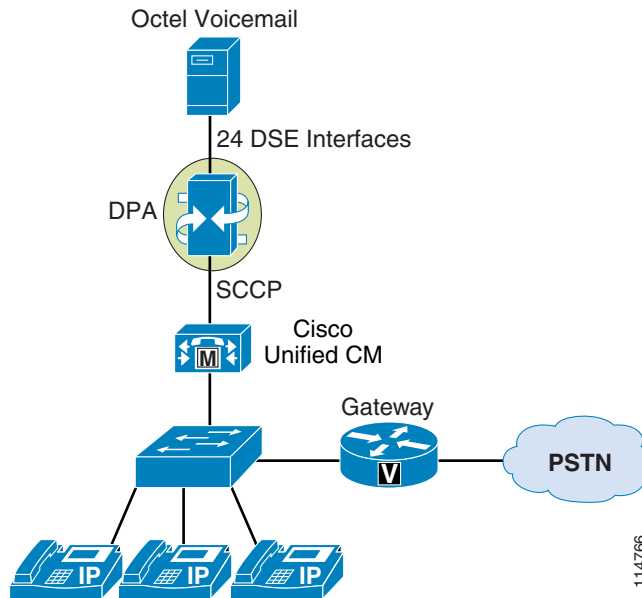 Octel Voicemail
24 DSE Interfaces
DPA
SCCP
Cisco
Unified CM
M
Gateway
V
PSTN
IP
IP
IP
114766